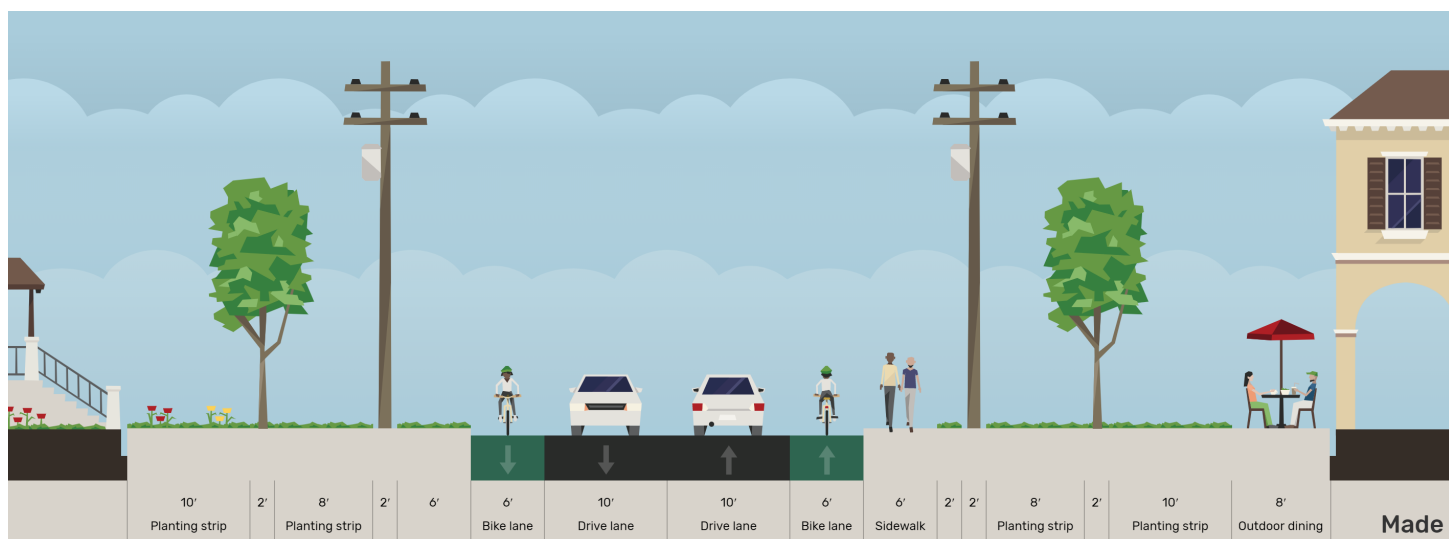 10′ 2′ 8′ 2′ 6′ 6′ 10′ 10′ 6′ 6′ 2′ 2′ 8′ 2′ 10′ 8′
Planting strip Planting strip Bike lane Drive lane Drive lane Bike lane Sidewalk Planting strip Planting strip Outdoor dining
Made